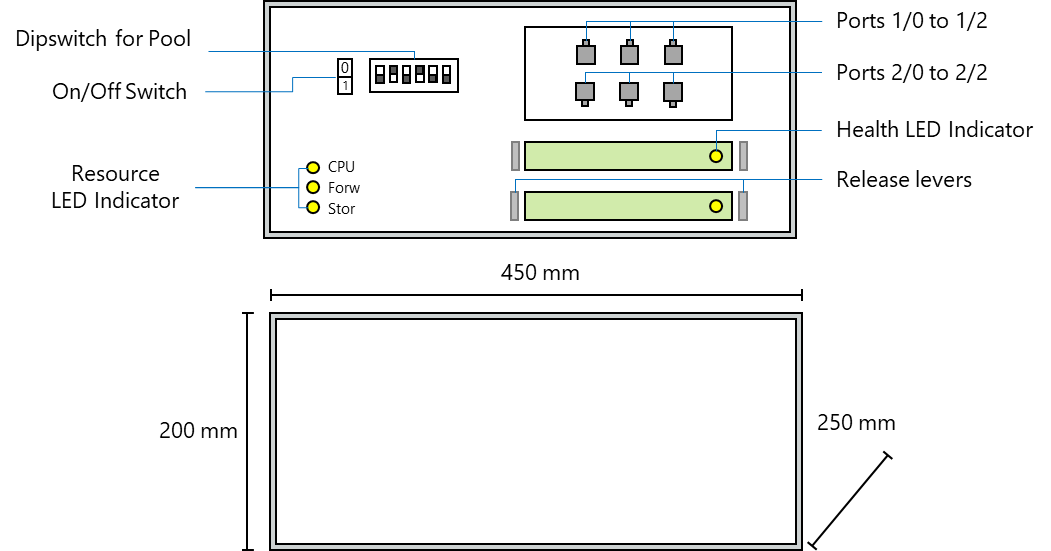 Dipswitch for Pool
On/Off Switch
0
1
Ports 1/0 to 1/2
Ports 2/0 to 2/2
Health LED Indicator
Release levers
Resource
LED Indicator
CPU
Forw
Stor
450 mm
200 mm
250 mm